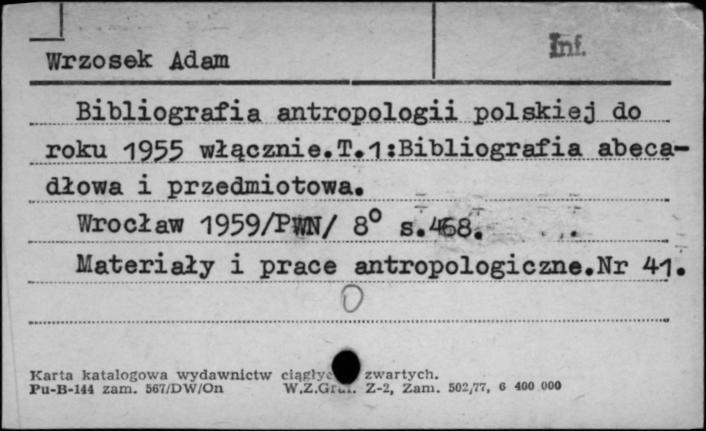 Inf.
Wrzosek Adam
Bibliografia antropologii polskiej do
roku 1955 włącznie.T.1:Bibliografia abeca-
dłowa i przedmiotowa.
Wrocław 1959/PWN/ 8° s.468.
Materiały i prace antropologiczne.Nr 41.
Karta katalogowa wydawnictw zwartych.
Pu-B-144 zam. 567/DW/On W.Z.Graf. Z-2, Zam. 502/77, 6 400 000